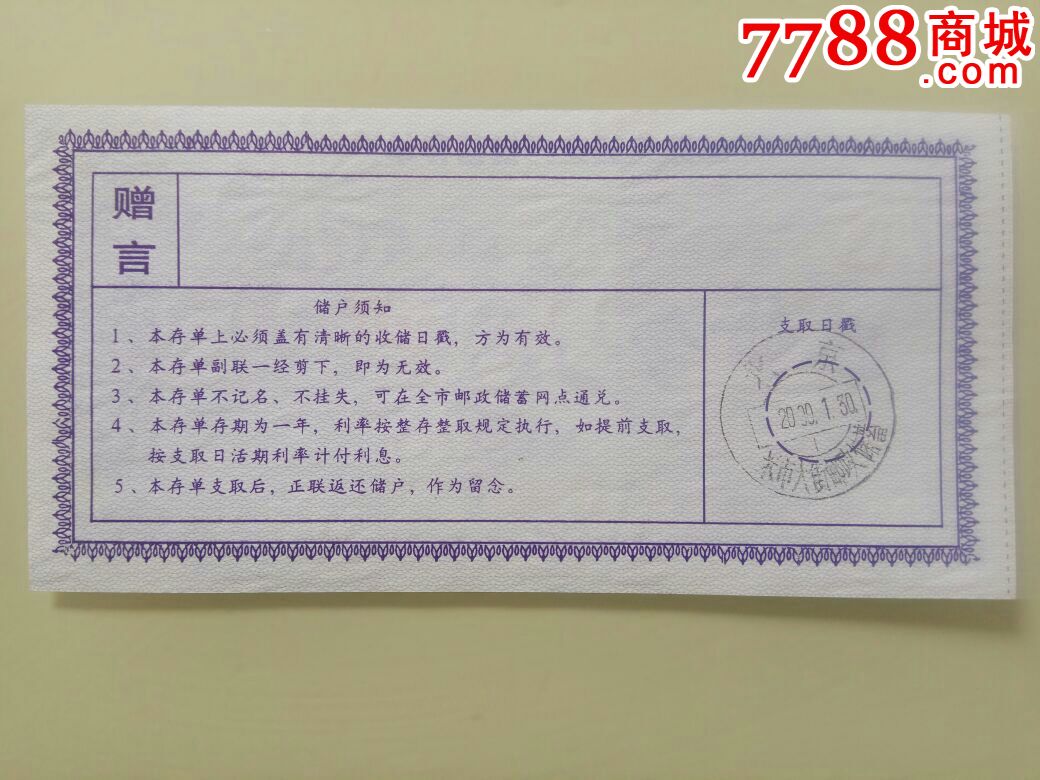 7788商城
.com
赠言
储户须知
1、本存单上必须盖有清晰的收储日戳，方为有效。
2、本存单副联一经剪下，即为无效。
3、本存单不记名、不挂失，可在全市邮政储蓄网点通兑。
4、本存单存期为一年，利率按整存整取规定执行，如提前支取，
按支取日活期利率计付利息。
5、本存单支取后，正联返还储户，作为留念。
支取日戳
京
1.30.